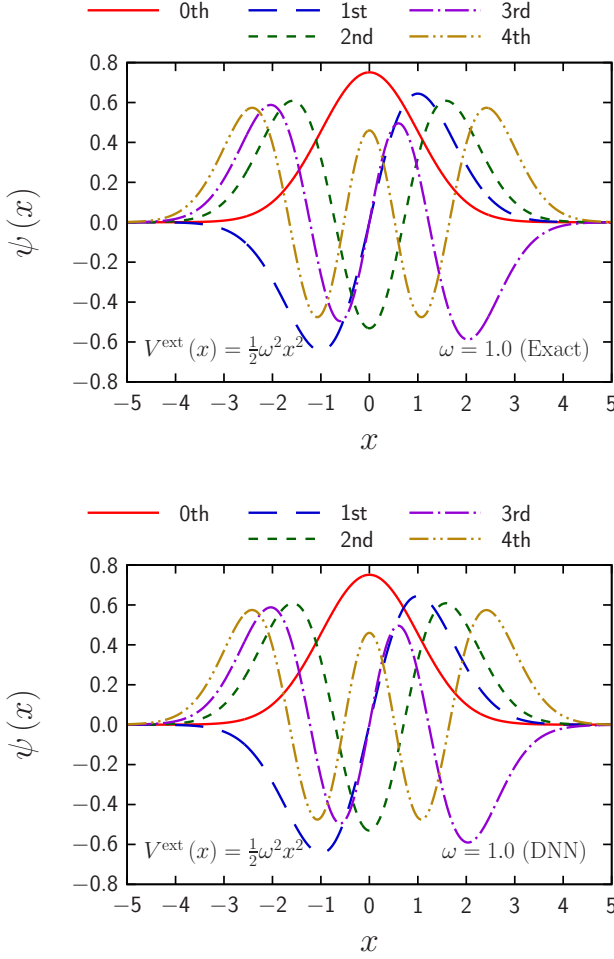 0th 1st 3rd
2nd 4th
0.8
0.6
0.4
0.2
0.0
−0.2
−0.4
−0.6
−0.8
ψ (x)
V^ext (x) = ½ω²x² ω = 1.0 (Exact)
−5 −4 −3 −2 −1 0 1 2 3 4 5
x
0th 1st 3rd
2nd 4th
0.8
0.6
0.4
0.2
0.0
−0.2
−0.4
−0.6
−0.8
ψ (x)
V^ext (x) = ½ω²x² ω = 1.0 (DNN)
−5 −4 −3 −2 −1 0 1 2 3 4 5
x